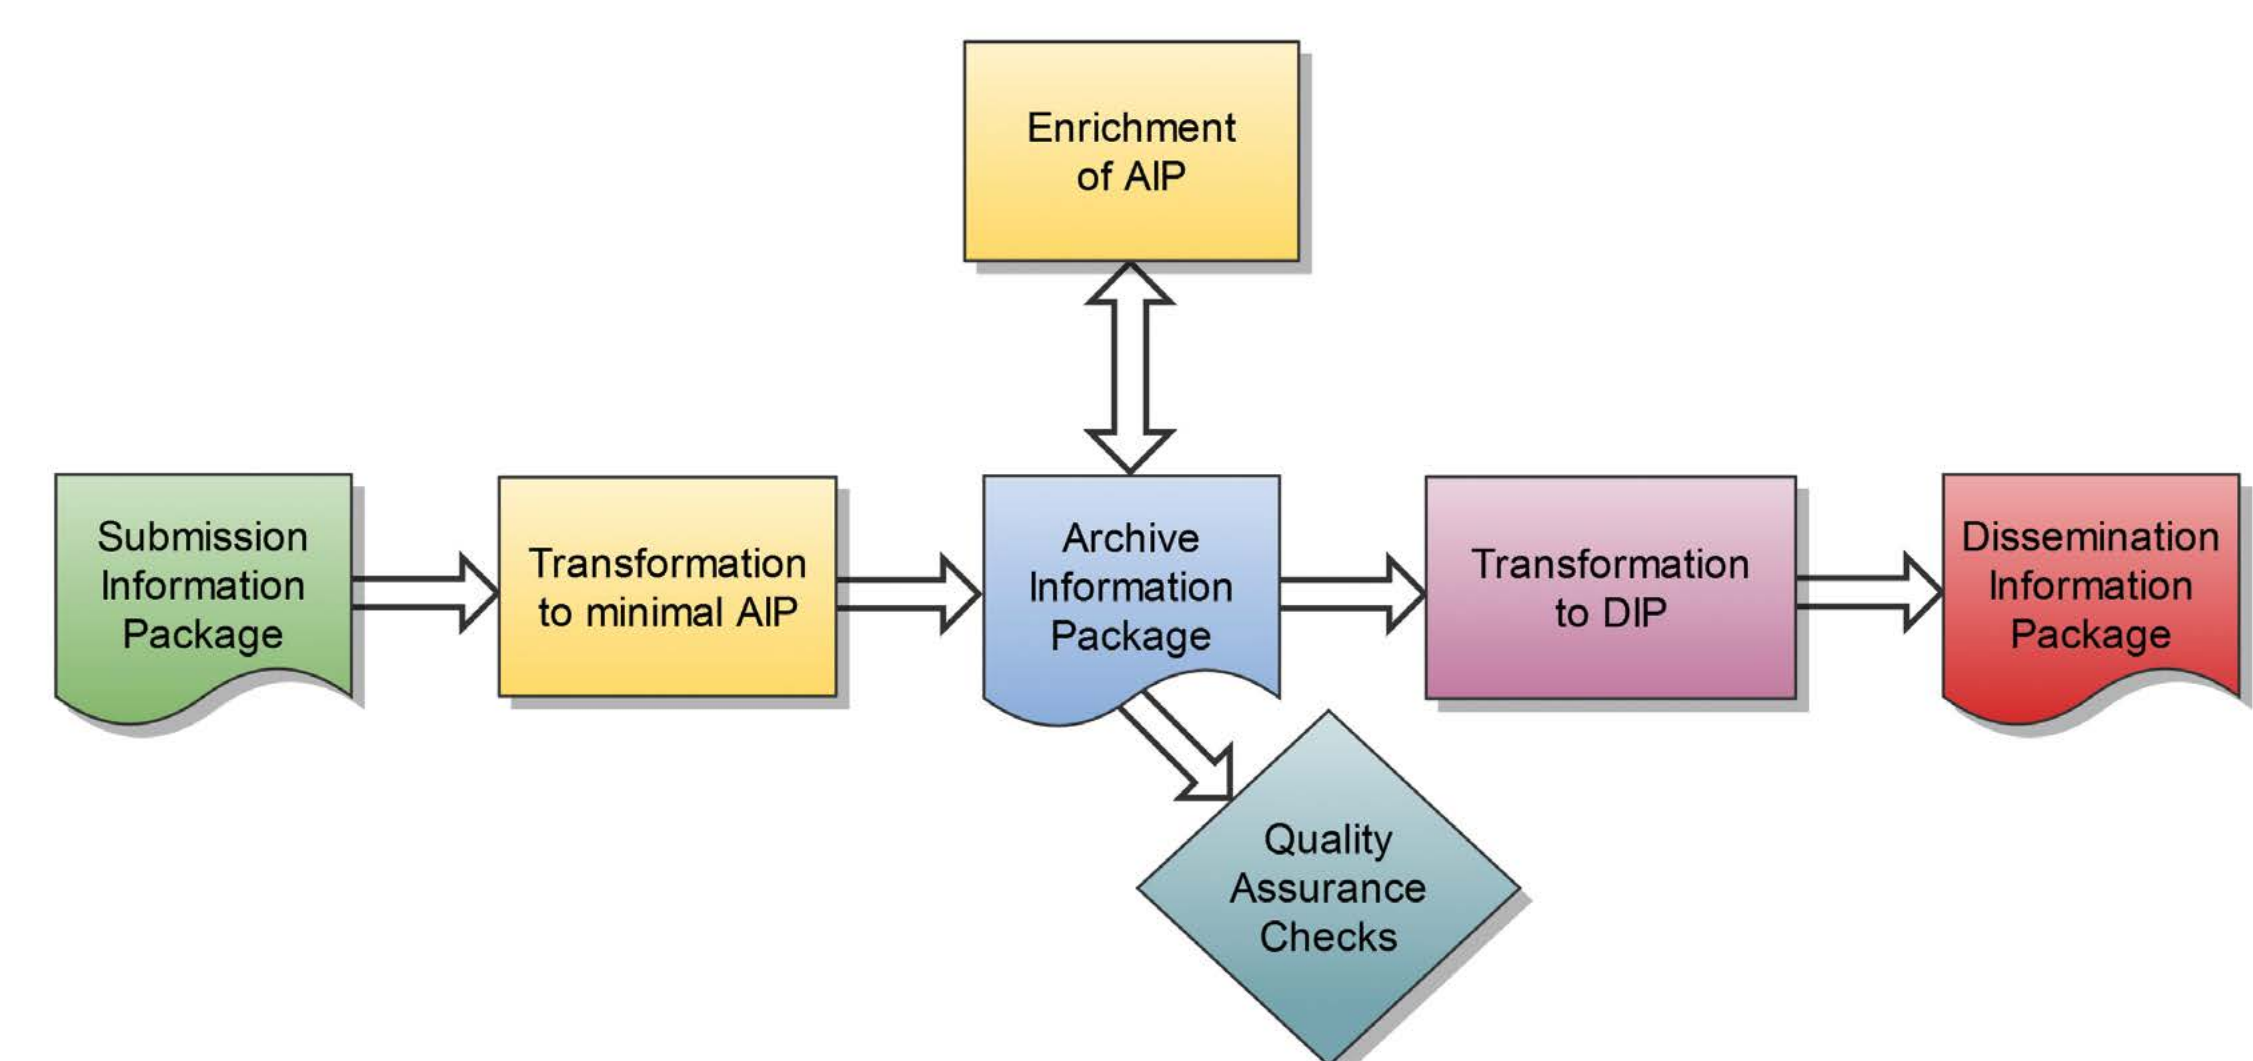 Enrichment
of AIP
Submission
Information
Package
Transformation
to minimal AIP
Archive
Information
Package
Transformation
to DIP
Dissemination
Information
Package
Quality
Assurance
Checks